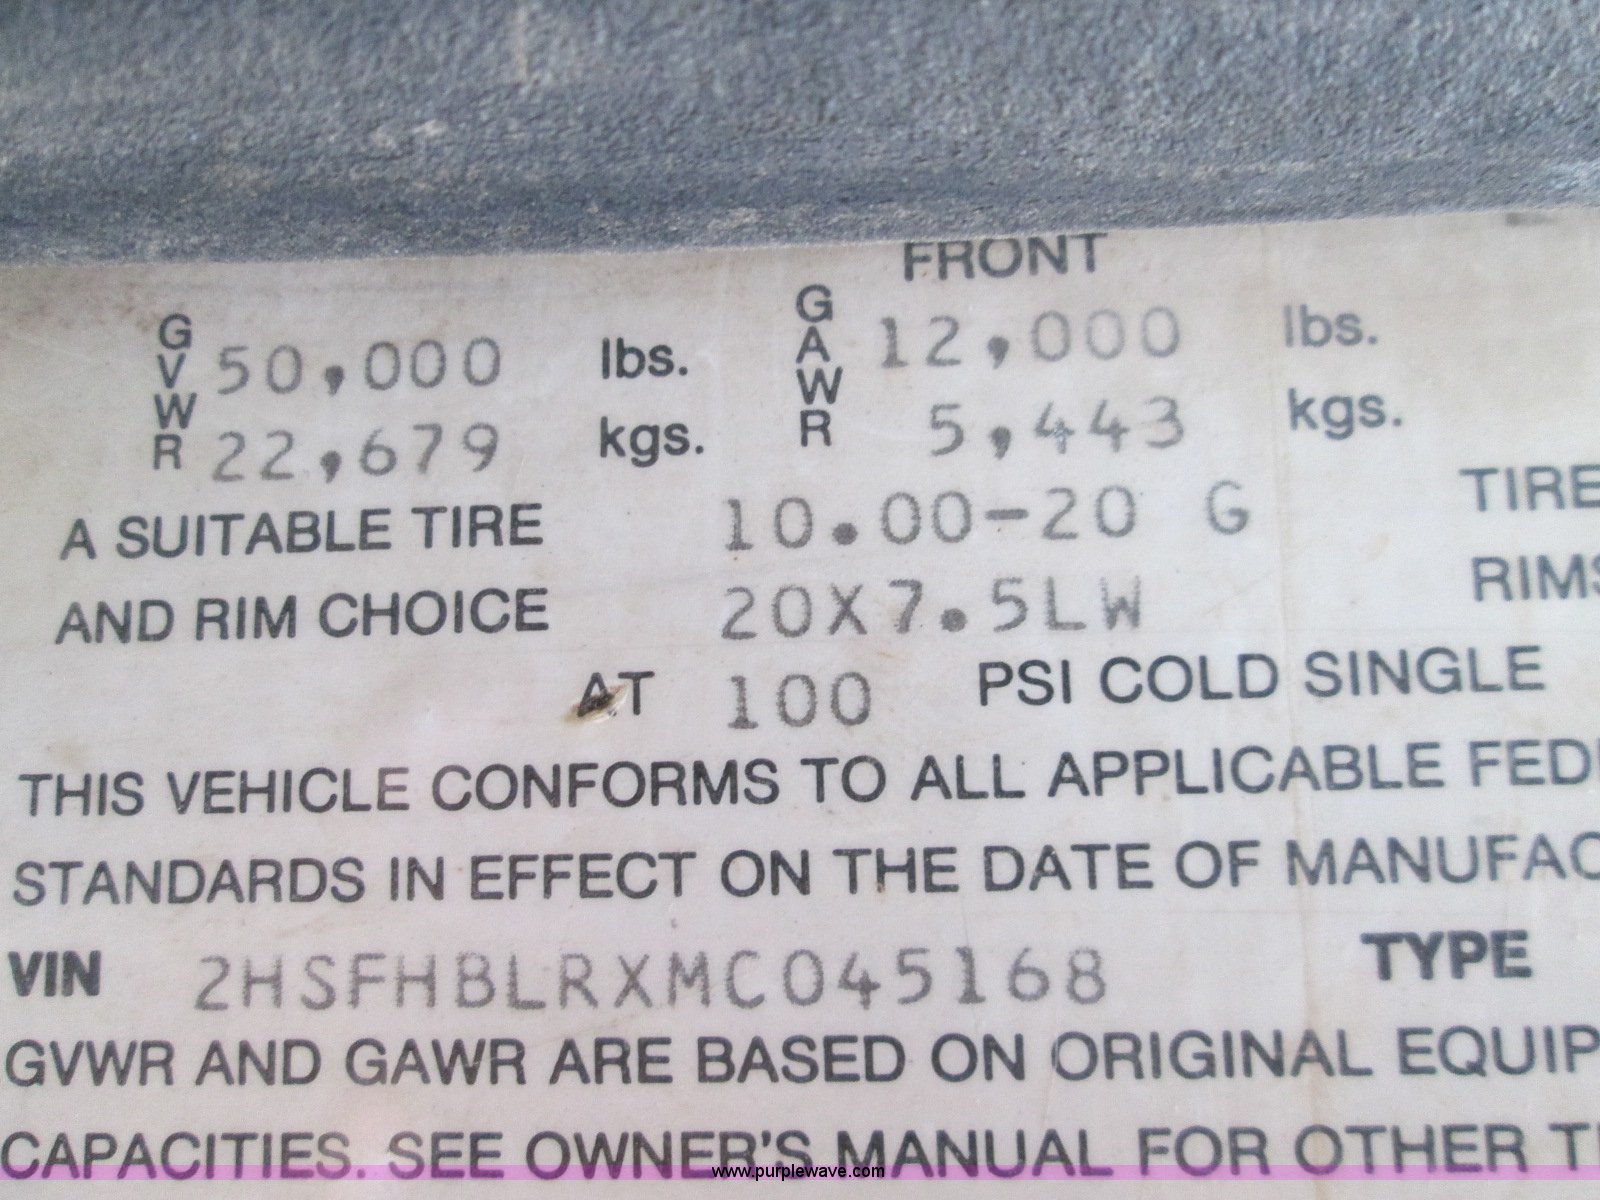 FRONT
GVWR 50,000 lbs. GAWR 12,000 lbs.
22,679 kgs. 5,443 kgs.
A SUITABLE TIRE 10.00-20 G TIRE
AND RIM CHOICE 20X7.5LW RIMS
AT 100 PSI COLD SINGLE
THIS VEHICLE CONFORMS TO ALL APPLICABLE FED
STANDARDS IN EFFECT ON THE DATE OF MANUFAC
VIN 2HSFHBLRXMC045168 TYPE
GVWR AND GAWR ARE BASED ON ORIGINAL EQUIP
CAPACITIES. SEE OWNER'S MANUAL FOR OTHER T
www.purplewave.com